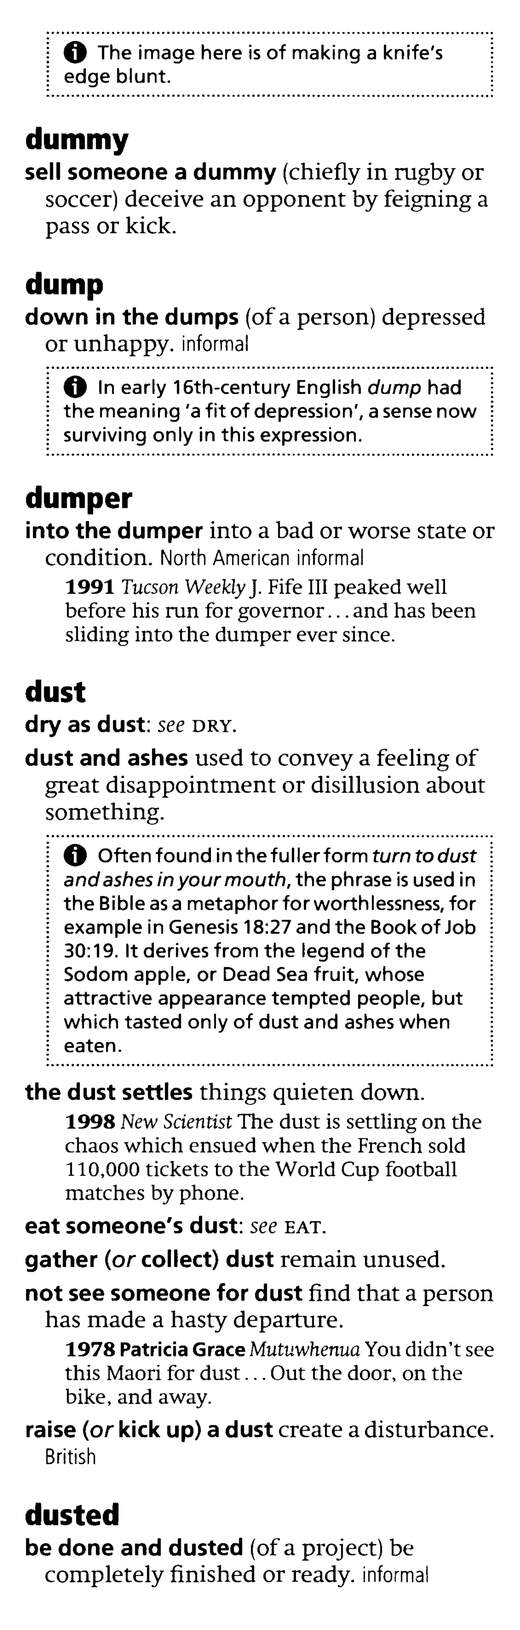 The image here is of making a knife's
edge blunt.
dummy
sell someone a dummy (chiefly in rugby or
soccer) deceive an opponent by feigning a
pass or kick.
dump
down in the dumps (of a person) depressed
or unhappy. informal
In early 16th-century English dump had
the meaning 'a fit of depression', a sense now
surviving only in this expression.
dumper
into the dumper into a bad or worse state or
condition. North American informal
1991 Tucson Weekly J. Fife III peaked well
before his run for governor...and has been
sliding into the dumper ever since.
dust
dry as dust: see DRY.
dust and ashes used to convey a feeling of
great disappointment or disillusion about
something.
Often found in the fuller form turn to dust
and ashes in your mouth, the phrase is used in
the Bible as a metaphor for worthlessness, for
example in Genesis 18:27 and the Book of Job
30:19. It derives from the legend of the
Sodom apple, or Dead Sea fruit, whose
attractive appearance tempted people, but
which tasted only of dust and ashes when
eaten.
the dust settles things quieten down.
1998 New Scientist The dust is settling on the
chaos which ensued when the French sold
110,000 tickets to the World Cup football
matches by phone.
eat someone's dust: see EAT.
gather (or collect) dust remain unused.
not see someone for dust find that a person
has made a hasty departure.
1978 Patricia Grace Mutuwhenua You didn't see
this Maori for dust...Out the door, on the
bike, and away.
raise (or kick up) a dust create a disturbance.
British
dusted
be done and dusted (of a project) be
completely finished or ready. informal